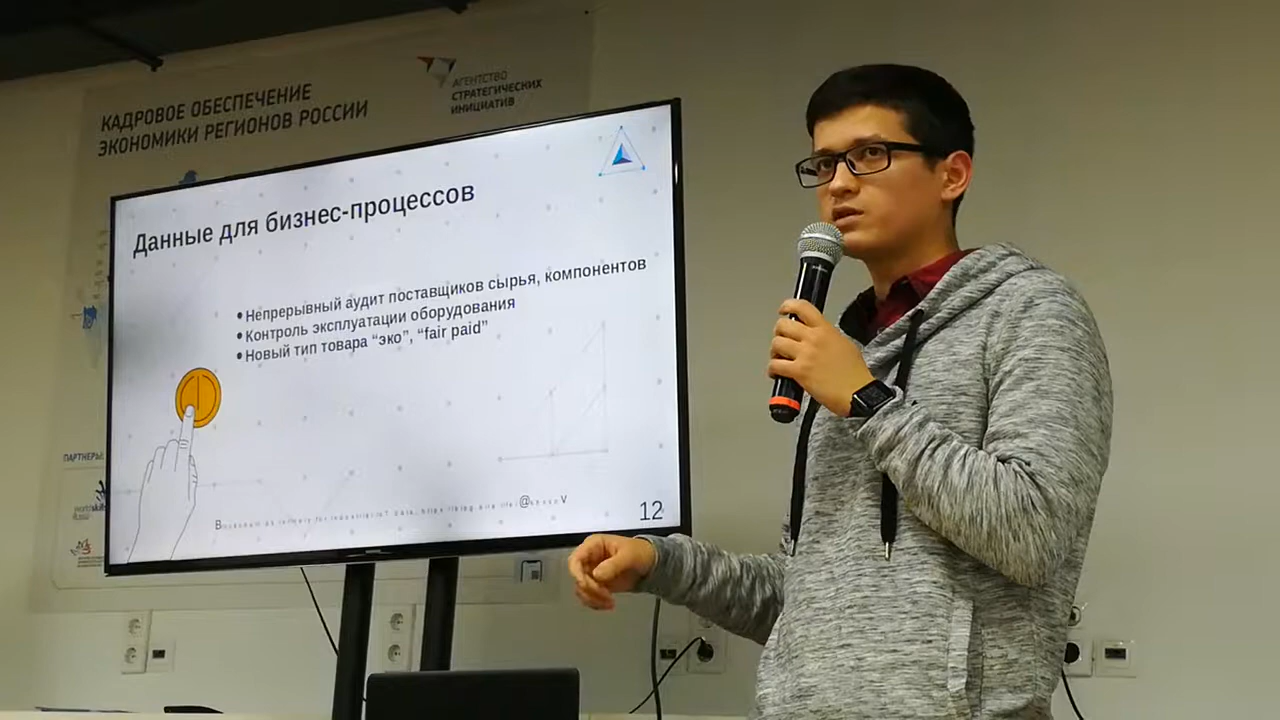 КАДРОВОЕ ОБЕСПЕЧЕНИЕ
ЭКОНОМИКИ РЕГИОНОВ РОССИИ
АГЕНТСТВО
СТРАТЕГИЧЕСКИХ
ИНИЦИАТИВ
Данные для бизнес-процессов
• Непрерывный аудит поставщиков сырья, компонентов
• Контроль эксплуатации оборудования
• Новый тип товара “эко”, “fair paid”
12
ПАРТНЕРЫ: